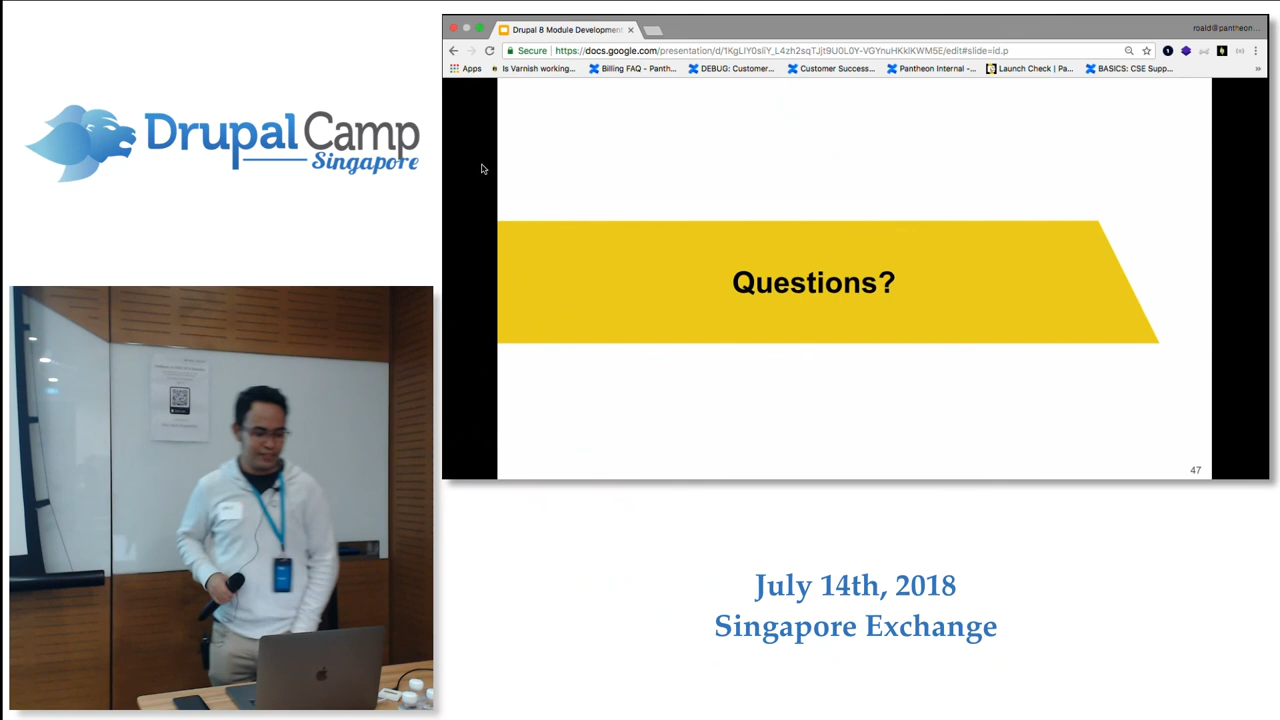 Drupal Camp
Singapore
Drupal 8 Module Development
roald@pantheon...
Secure https://docs.google.com/presentation/d/1KgLIY0sliY_L4zh2sqTJjt9U0L0Y-VGYnuHKklKWM5E/edit#slide=id.p
Apps Is Varnish working... Billing FAQ - Panth... DEBUG: Customer... Customer Success... Pantheon Internal -... Launch Check | Pa... BASICS: CSE Supp... »
Questions?
47
July 14th, 2018
Singapore Exchange